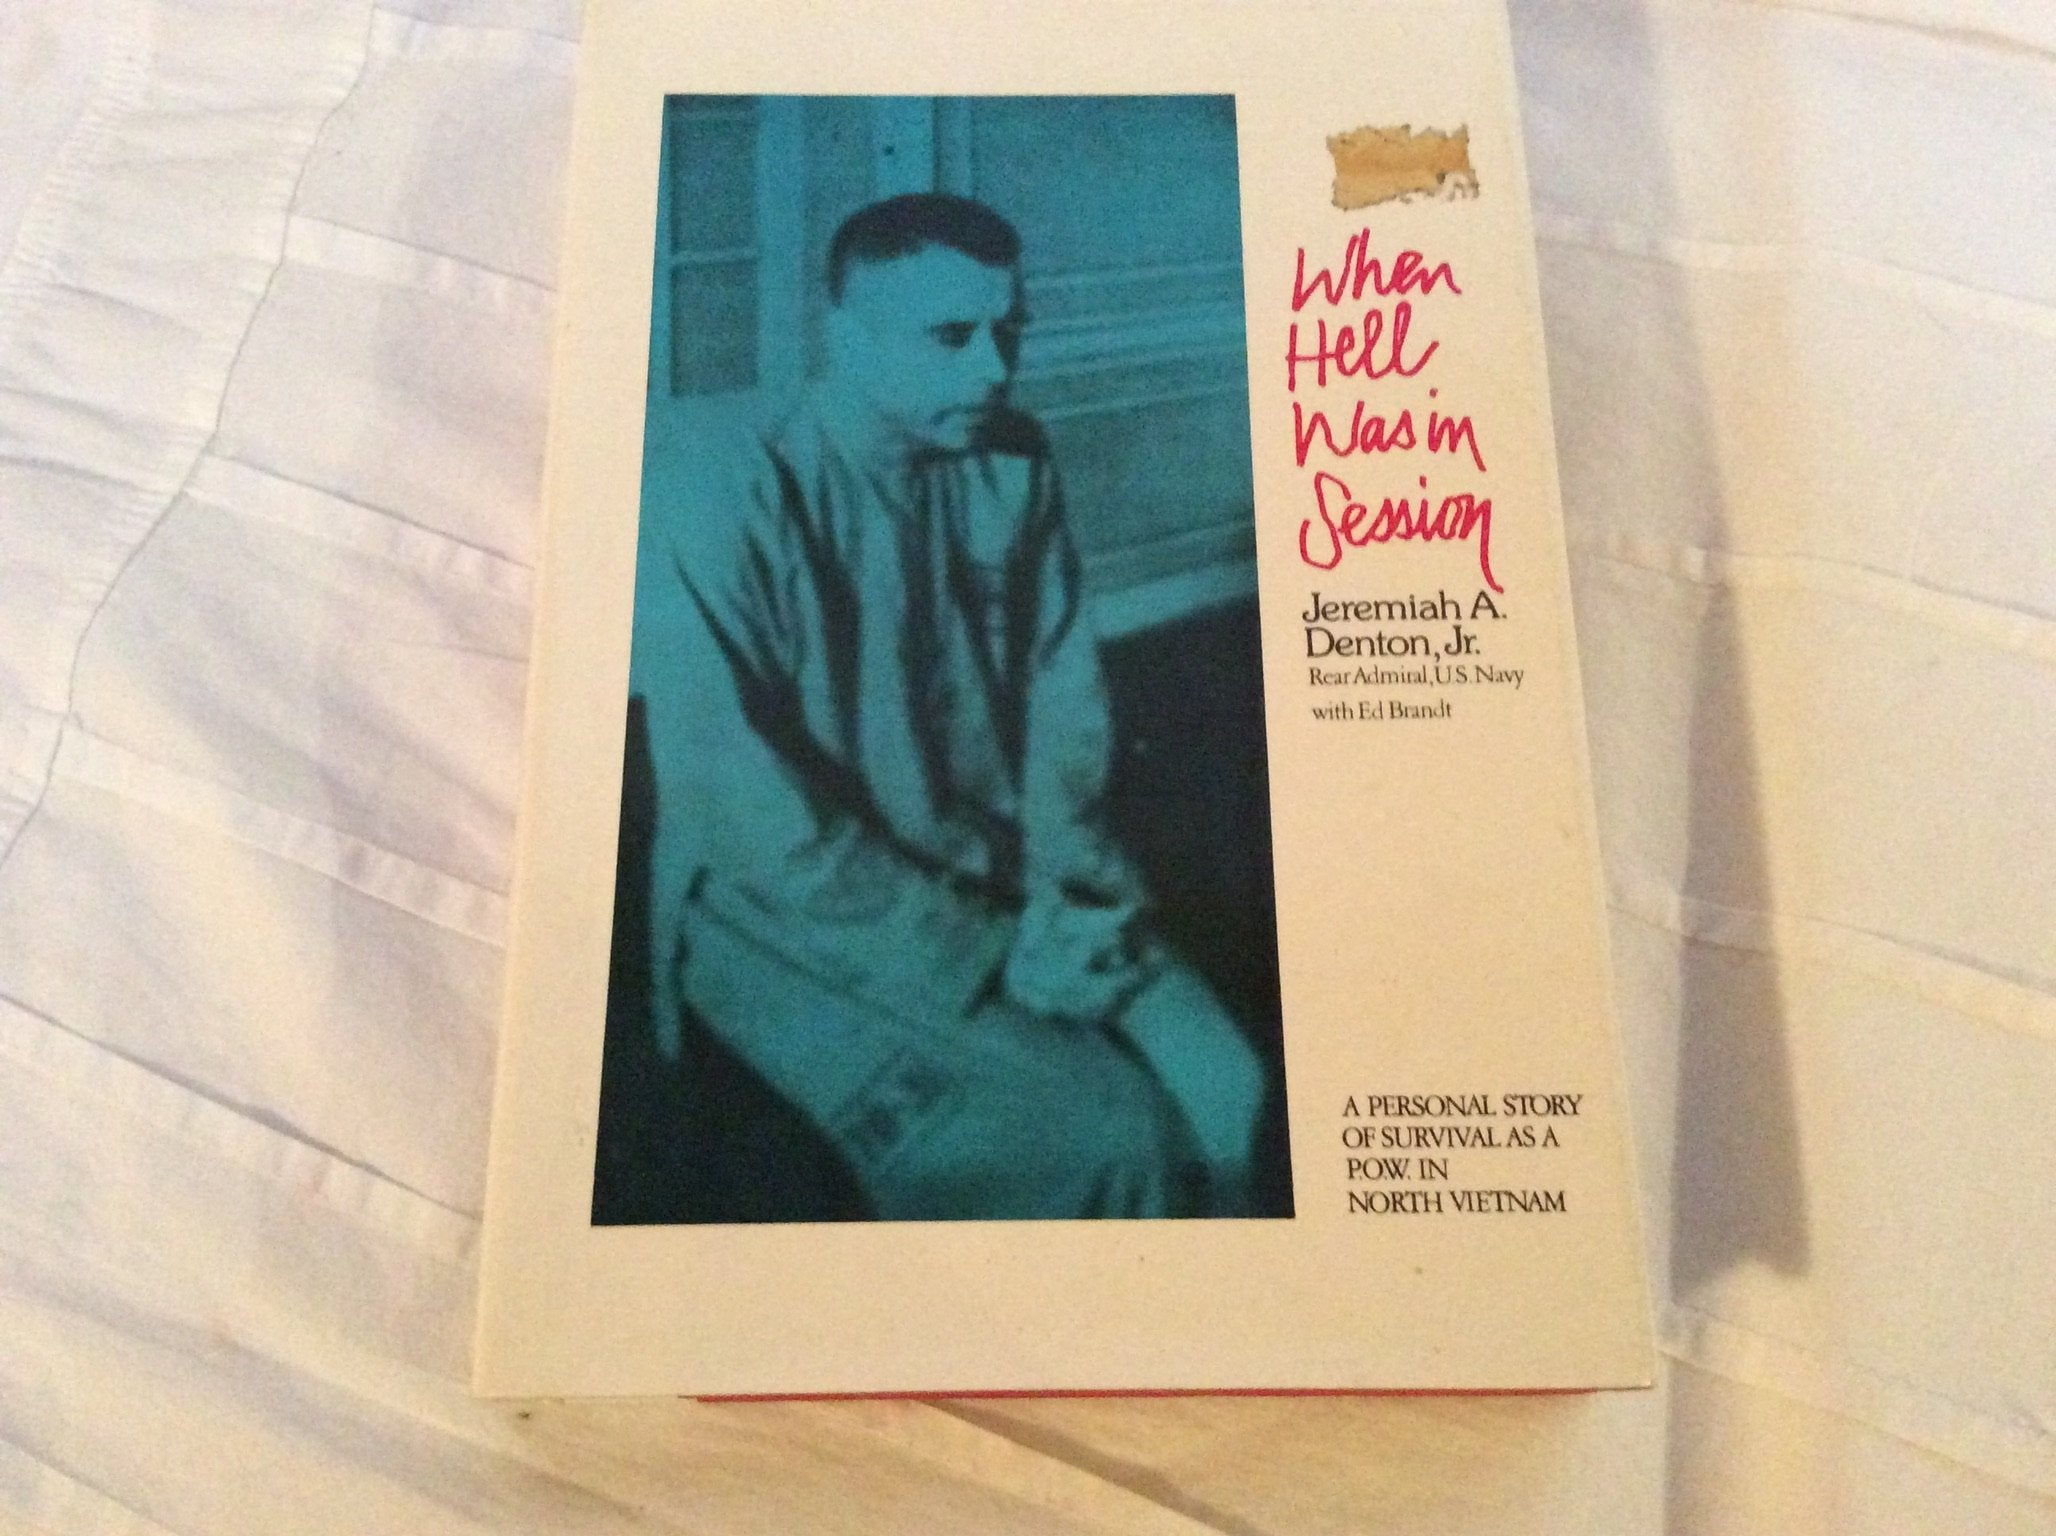 When
Hell
Was in
Session
Jeremiah A.
Denton, Jr.
Rear Admiral, U.S. Navy
with Ed Brandt
A PERSONAL STORY
OF SURVIVAL AS A
P.O.W. IN
NORTH VIETNAM